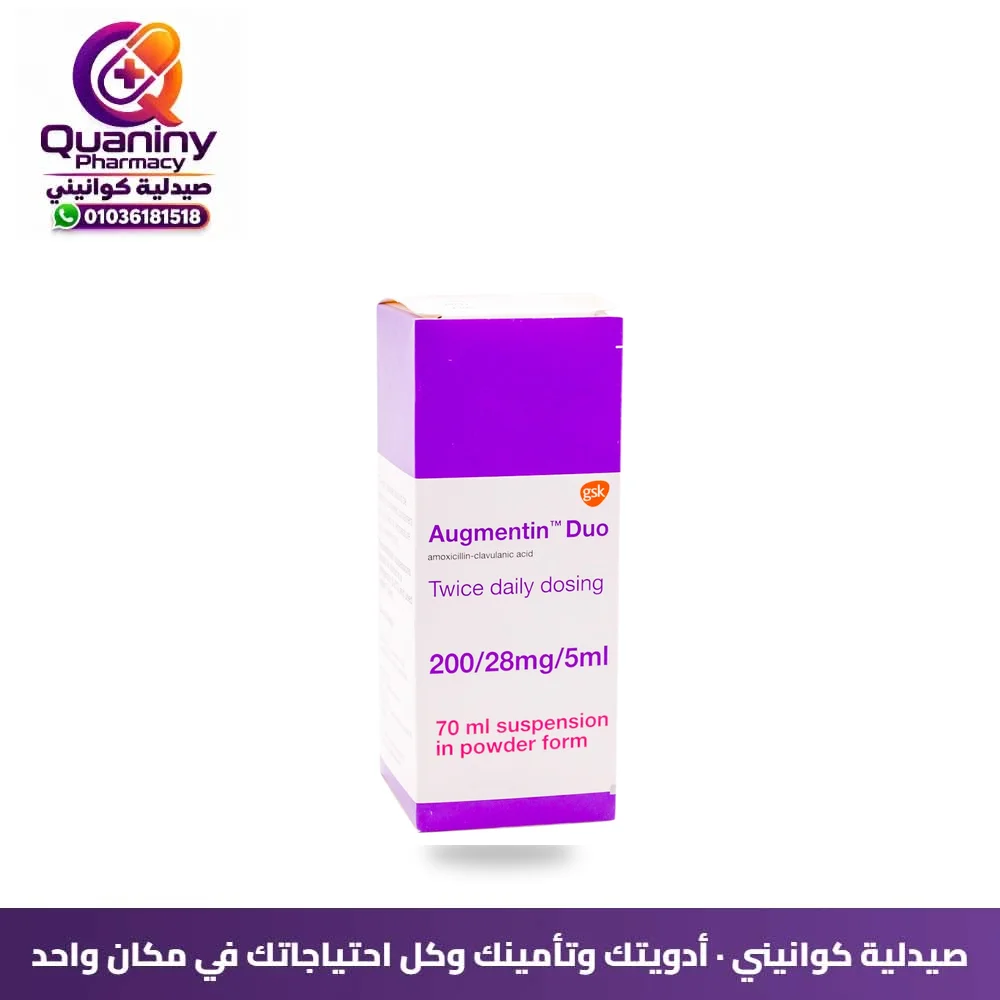 Quaniny
Pharmacy
صيدلية كوانيني
01036181518
gsk
Augmentin™ Duo
amoxicillin-clavulanic acid
Twice daily dosing
200/28mg/5ml
70 ml suspension
in powder form
صيدلية كوانيني • أدويتك وتأمينك وكل احتياجاتك في مكان واحد